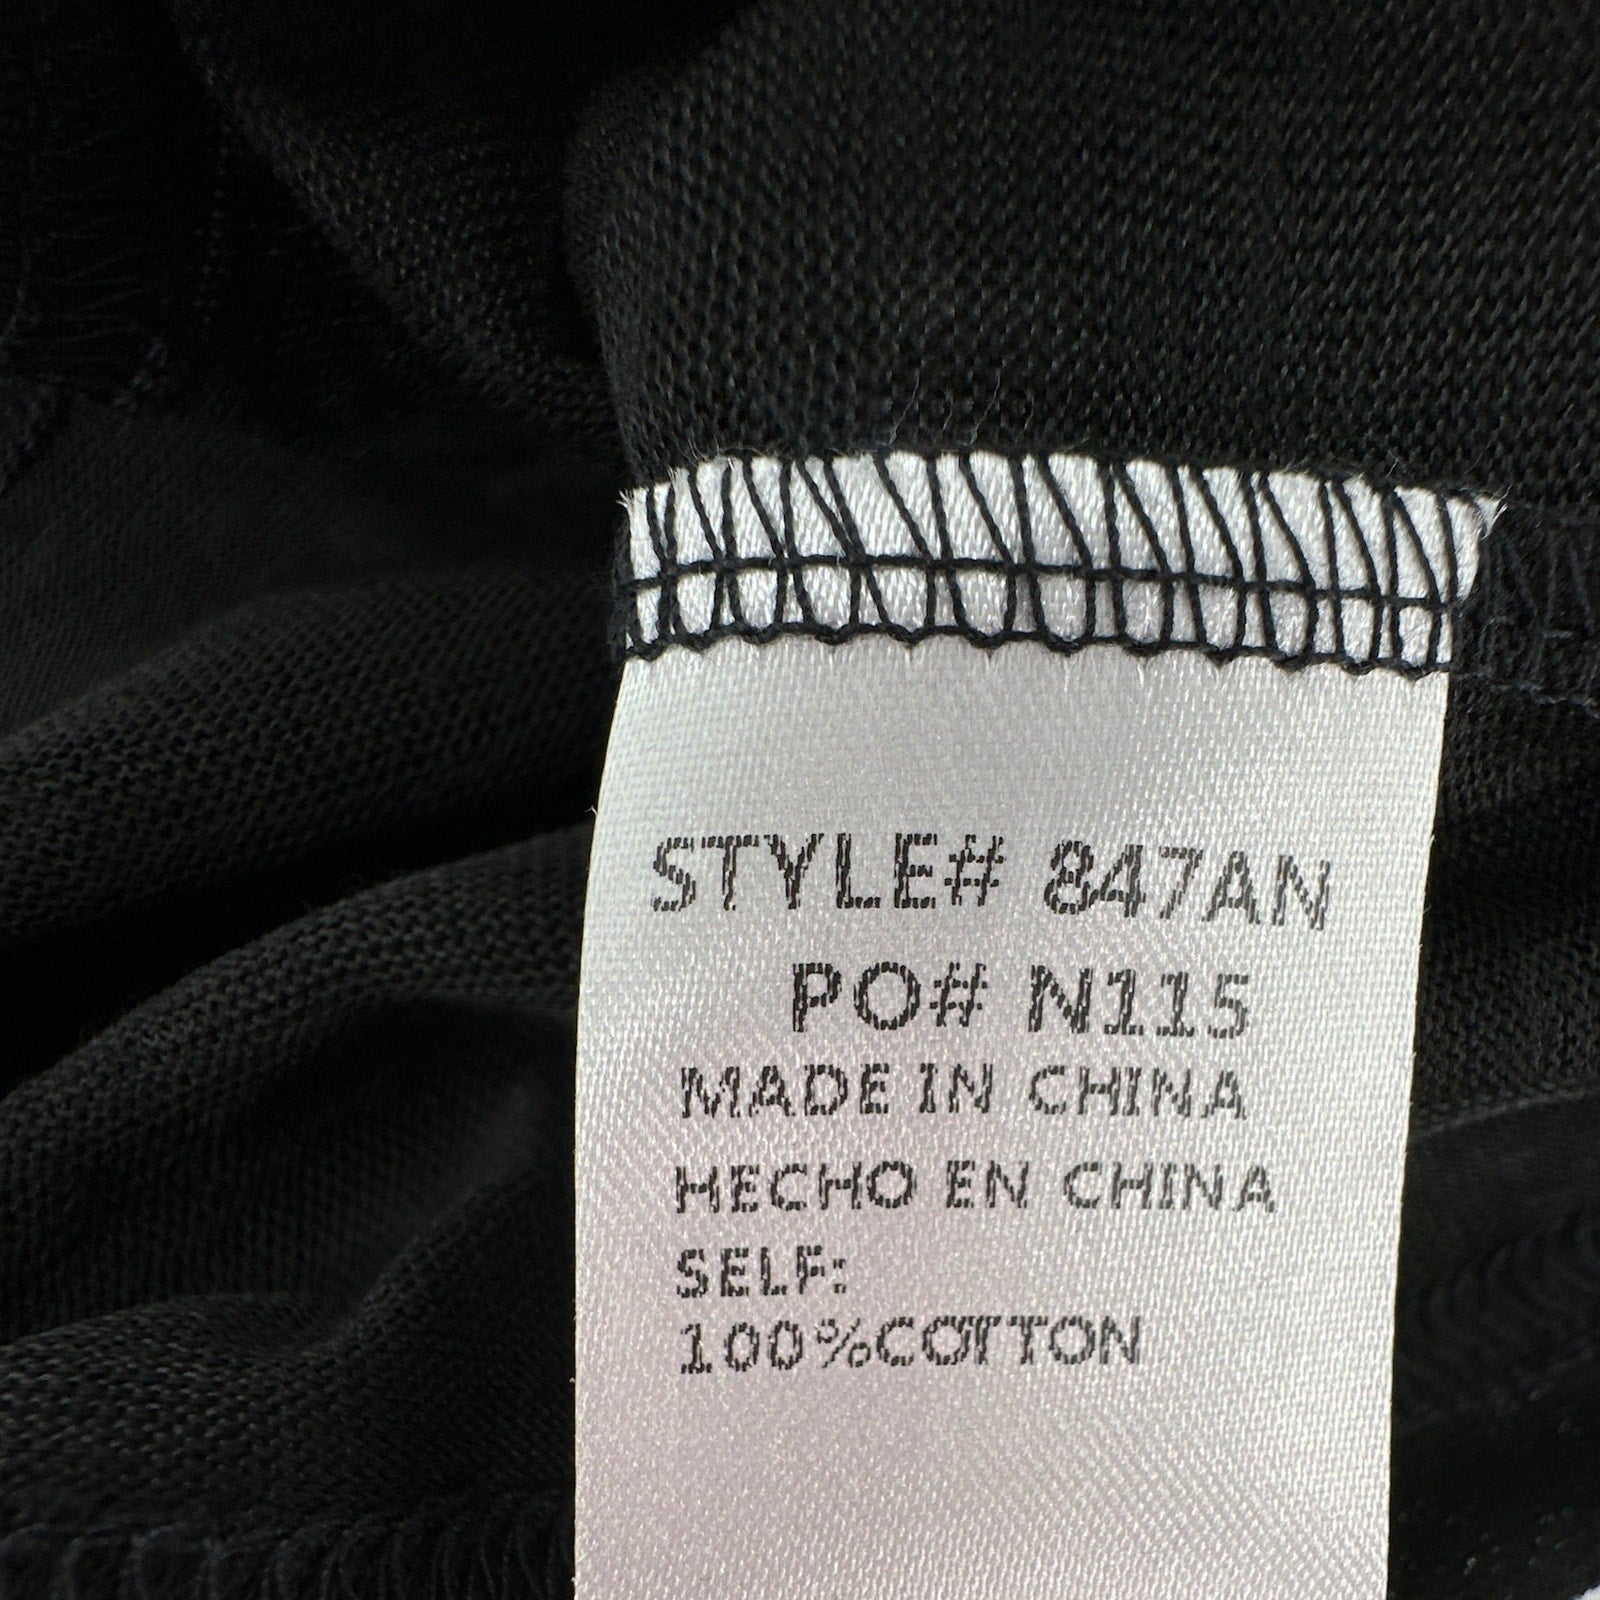 STYLE# 847AN
PO# N115
MADE IN CHINA
HECHO EN CHINA
SELF:
100%COTTON